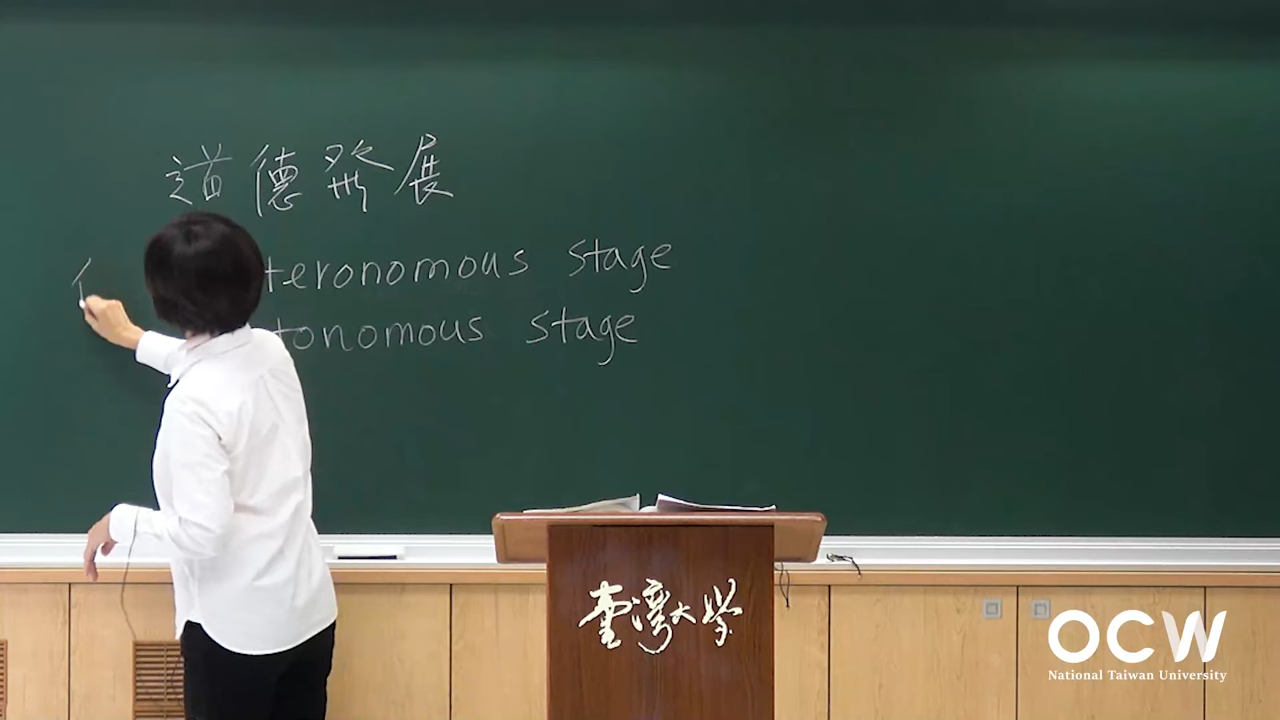 道德發展
teronomous stage
tonomous stage
臺灣大學
OCW
National Taiwan University